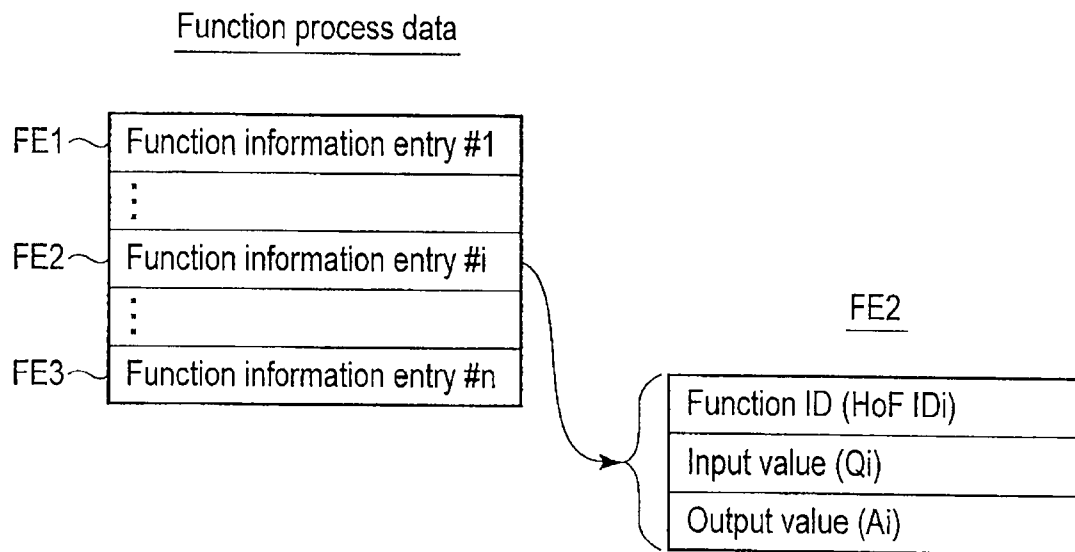 Function process data
FE1 Function information entry #1
⋮
FE2 Function information entry #i
⋮
FE3 Function information entry #n
FE2
Function ID (HoF IDi)
Input value (Qi)
Output value (Ai)